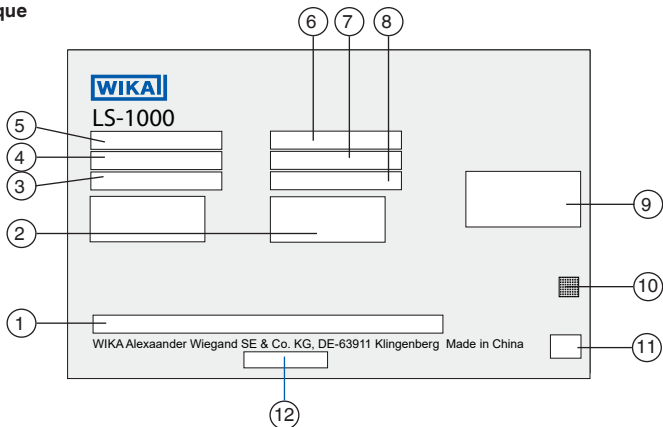 que
6 7 8
WIKA
LS-1000
5
4
3
9
2
10
1
WIKA Alexaander Wiegand SE & Co. KG, DE-63911 Klingenberg Made in China
11
12